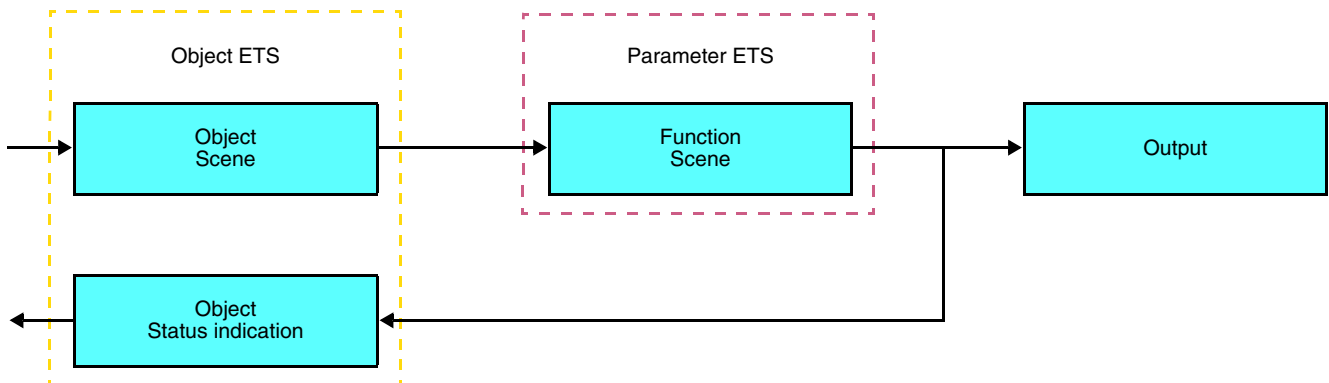 Object ETS
Parameter ETS
Object
Scene
Function
Scene
Output
Object
Status indication